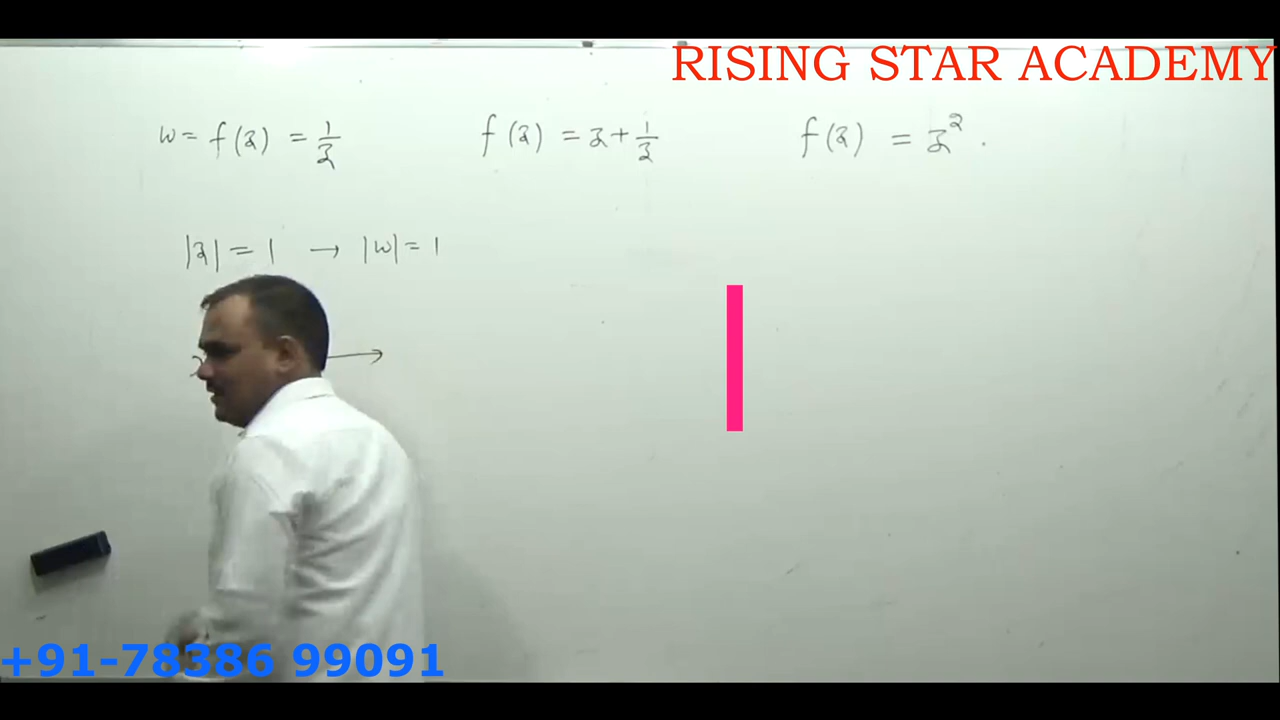 RISING STAR ACADEMY
w = f(z) = 1/z    f(z) = z + 1/z    f(z) = z².
|z| = 1 → |w| = 1
→
+91-78386 99091